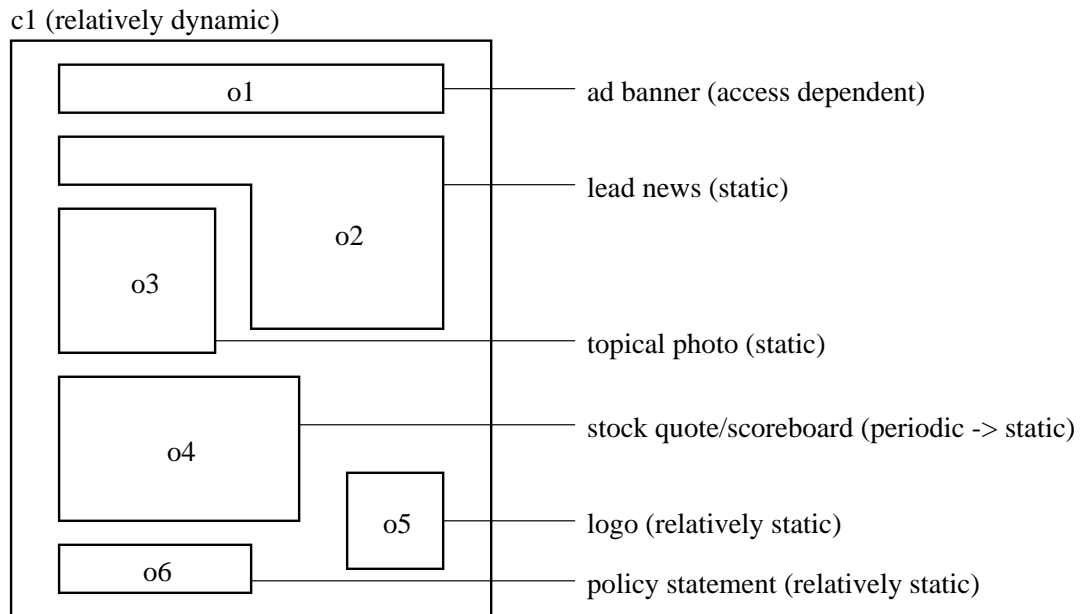 c1 (relatively dynamic)
o1
ad banner (access dependent)
lead news (static)
o2
o3
topical photo (static)
stock quote/scoreboard (periodic -> static)
o4
o5
logo (relatively static)
o6
policy statement (relatively static)